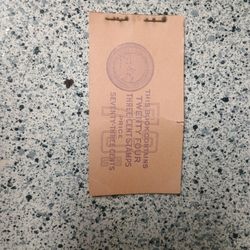 THIS BOOK CONTAINS
TWENTY FOUR
THREE CENT STAMPS
PRICE
SEVENTY-THREE CENTS